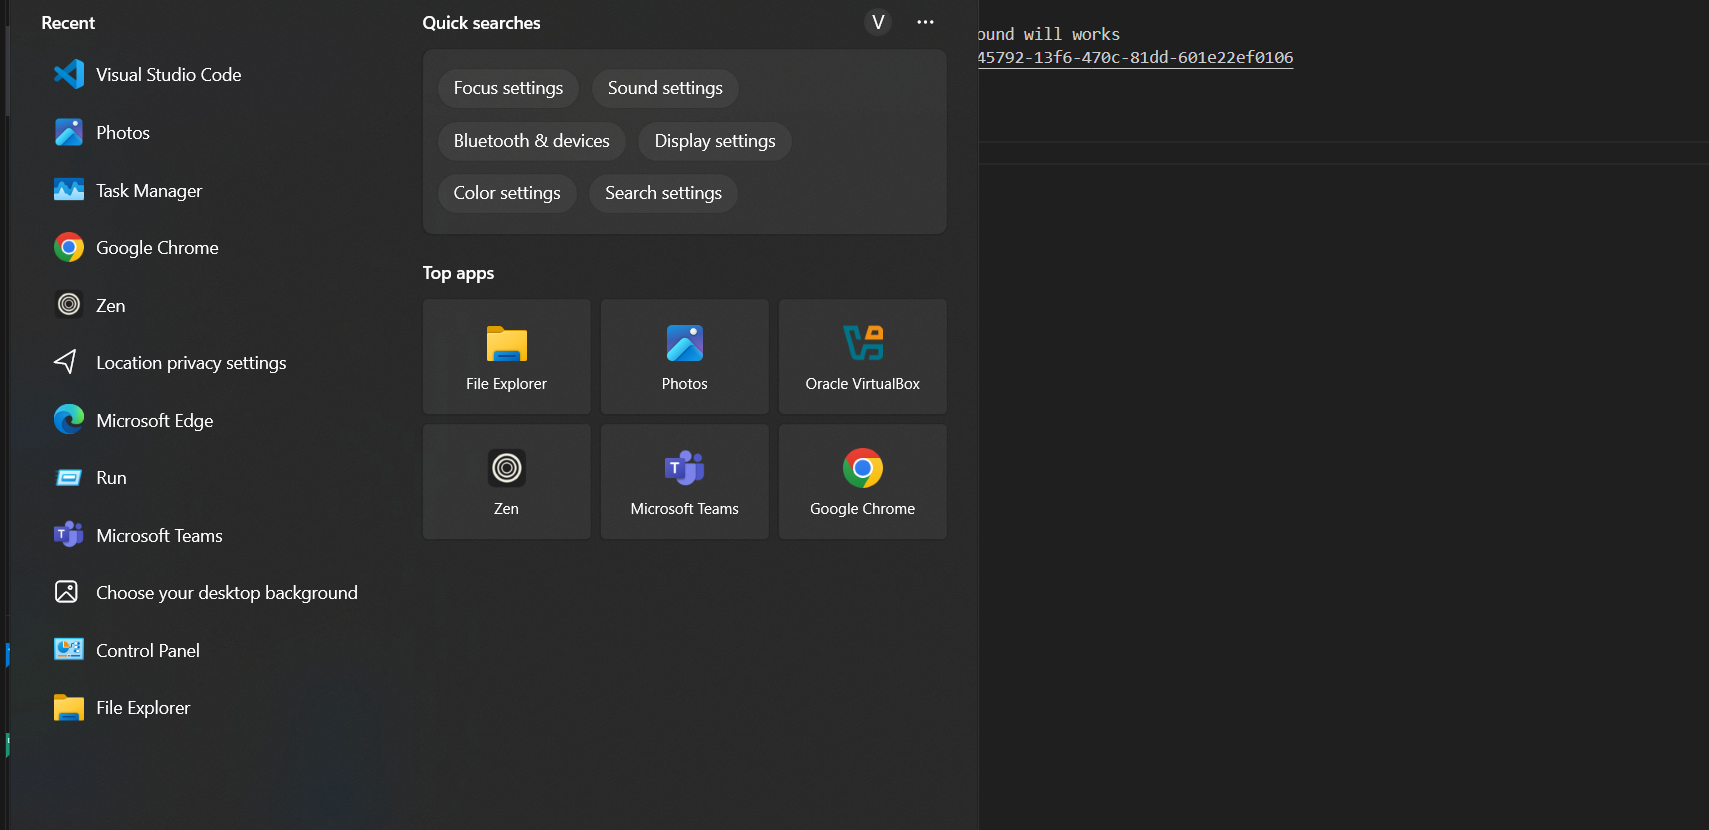 Recent
Visual Studio Code
Photos
Task Manager
Google Chrome
Zen
Location privacy settings
Microsoft Edge
Run
Microsoft Teams
Choose your desktop background
Control Panel
File Explorer
Quick searches
V
Focus settings
Sound settings
Bluetooth & devices
Display settings
Color settings
Search settings
Top apps
File Explorer
Photos
Oracle VirtualBox
Zen
Microsoft Teams
Google Chrome
ound will works
45792-13f6-470c-81dd-601e22ef0106